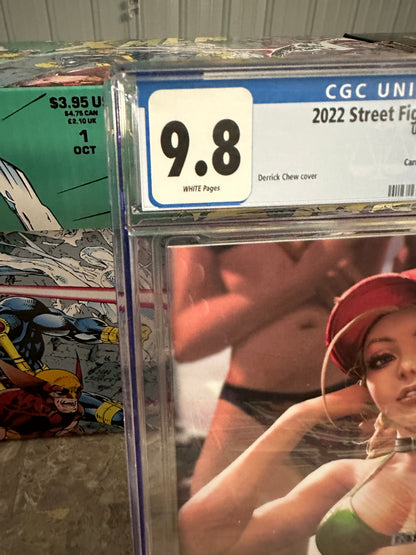 $3.95 U
$4.75 CAN
£2.10 UK
1
OCT
CGC UNI
9.8
WHITE Pages
2022 Street Fig
Derrick Chew cover
Can